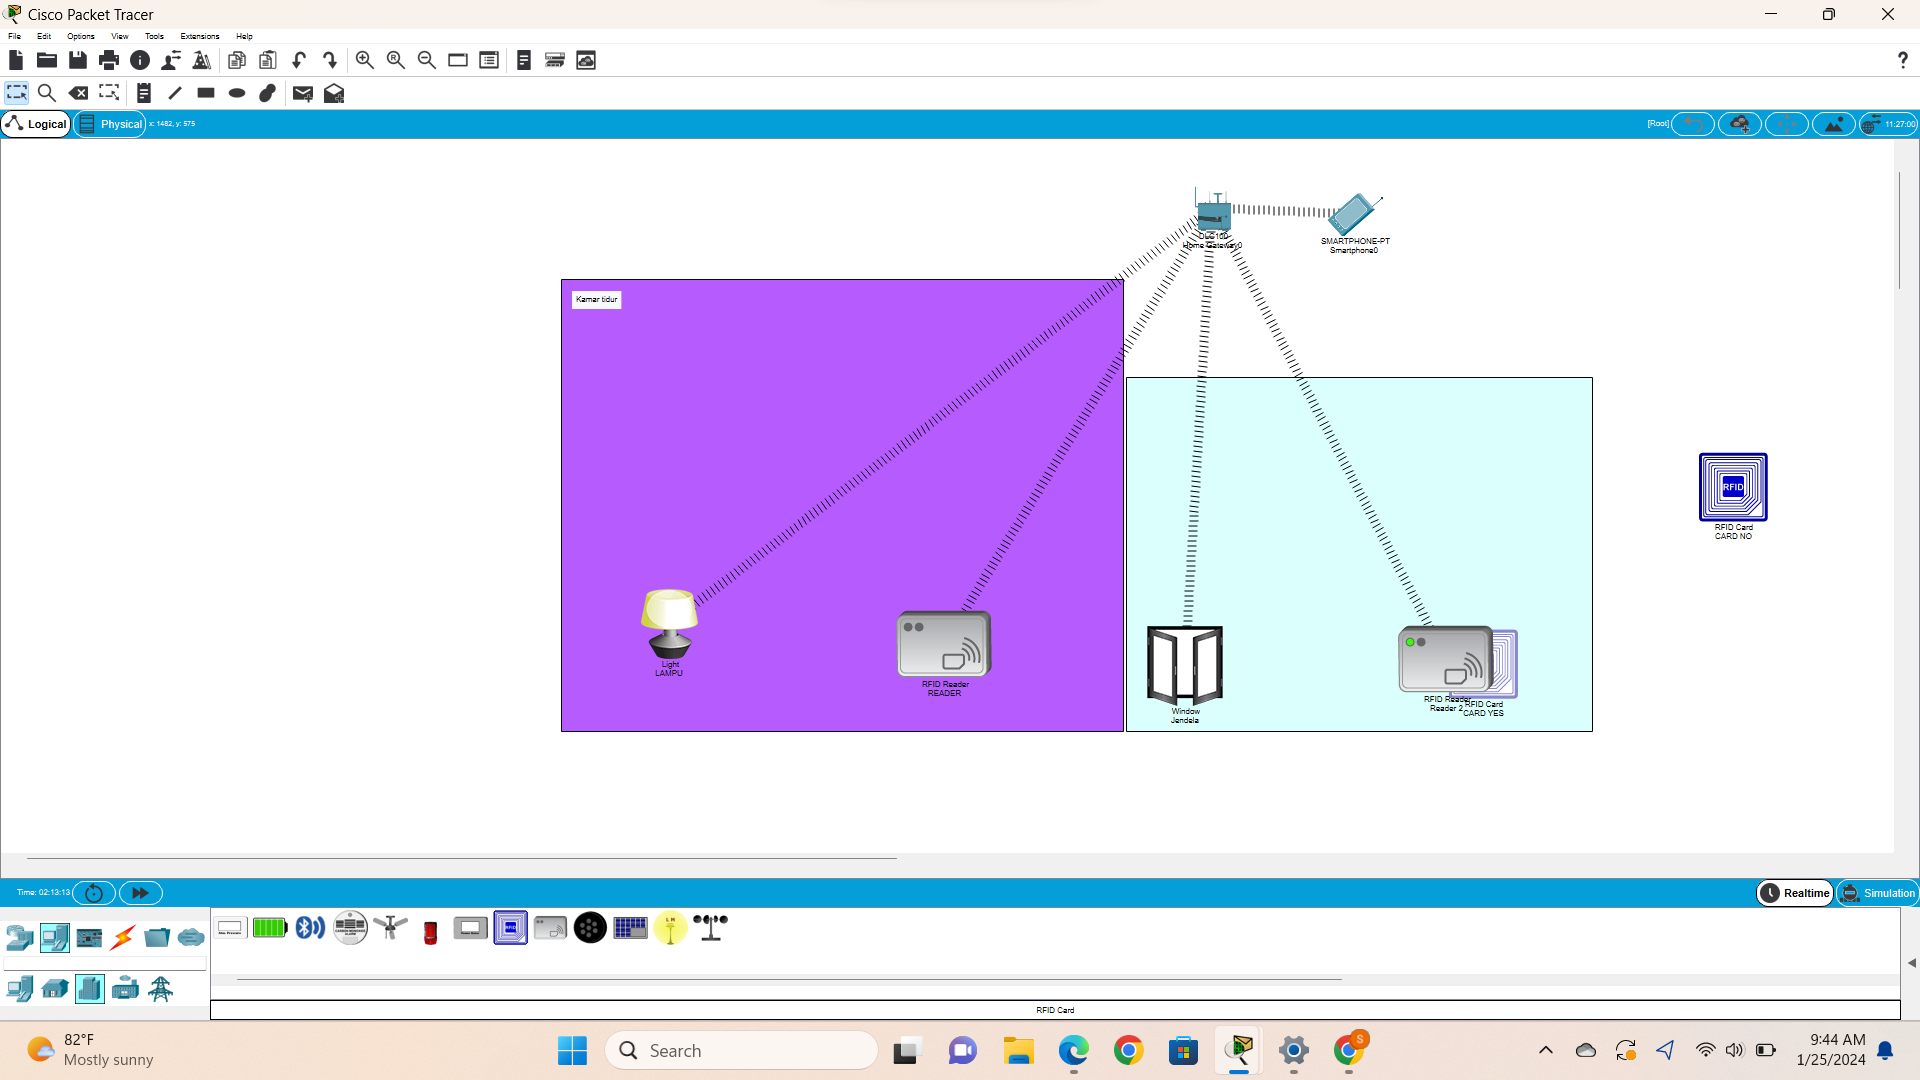 Cisco Packet Tracer
File Edit Options View Tools Extensions Help
Logical
Physical
x: 1482, y: 575
[Root]
11:27:00
DLC100
Home Gateway0
SMARTPHONE-PT
Smartphone0
Kamar tidur
RFID
RFID Card
CARD NO
Light
LAMPU
RFID Reader
READER
Window
Jendela
RFID Reader
Reader 2
RFID Card
CARD YES
Time: 02:13:13
Realtime
Simulation
RFID Card
82°F
Mostly sunny
Search
S
9:44 AM
1/25/2024